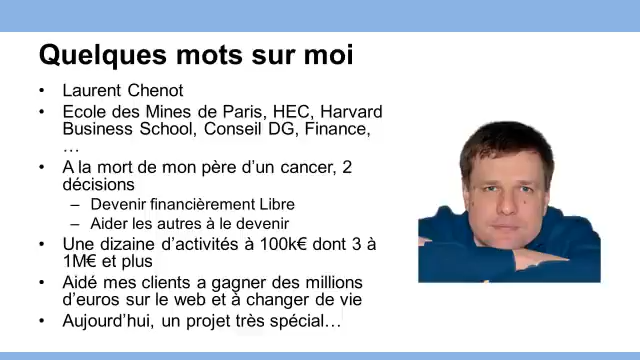 Quelques mots sur moi
• Laurent Chenot
• Ecole des Mines de Paris, HEC, Harvard
Business School, Conseil DG, Finance,
…
• A la mort de mon père d’un cancer, 2
décisions
– Devenir financièrement Libre
– Aider les autres à le devenir
• Une dizaine d’activités à 100k€ dont 3 à
1M€ et plus
• Aidé mes clients a gagner des millions
d’euros sur le web et à changer de vie
• Aujourd’hui, un projet très spécial…